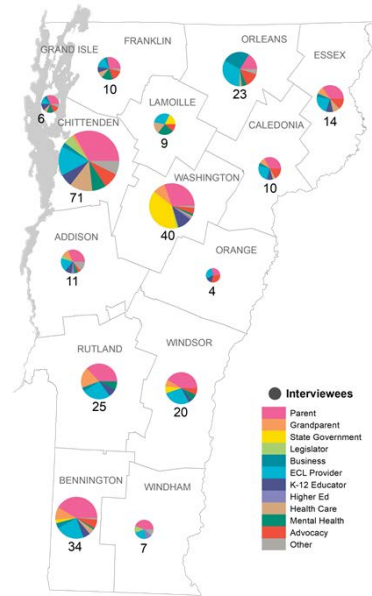 FRANKLIN
ORLEANS
GRAND ISLE
ESSEX
10
23
LAMOILLE
6
14
CHITTENDEN
9
CALEDONIA
WASHINGTON
10
71
40
ADDISON
ORANGE
11
4
RUTLAND
WINDSOR
25
20
BENNINGTON
WINDHAM
34
7
Interviewees
Parent
Grandparent
State Government
Legislator
Business
ECL Provider
K-12 Educator
Higher Ed
Health Care
Mental Health
Advocacy
Other